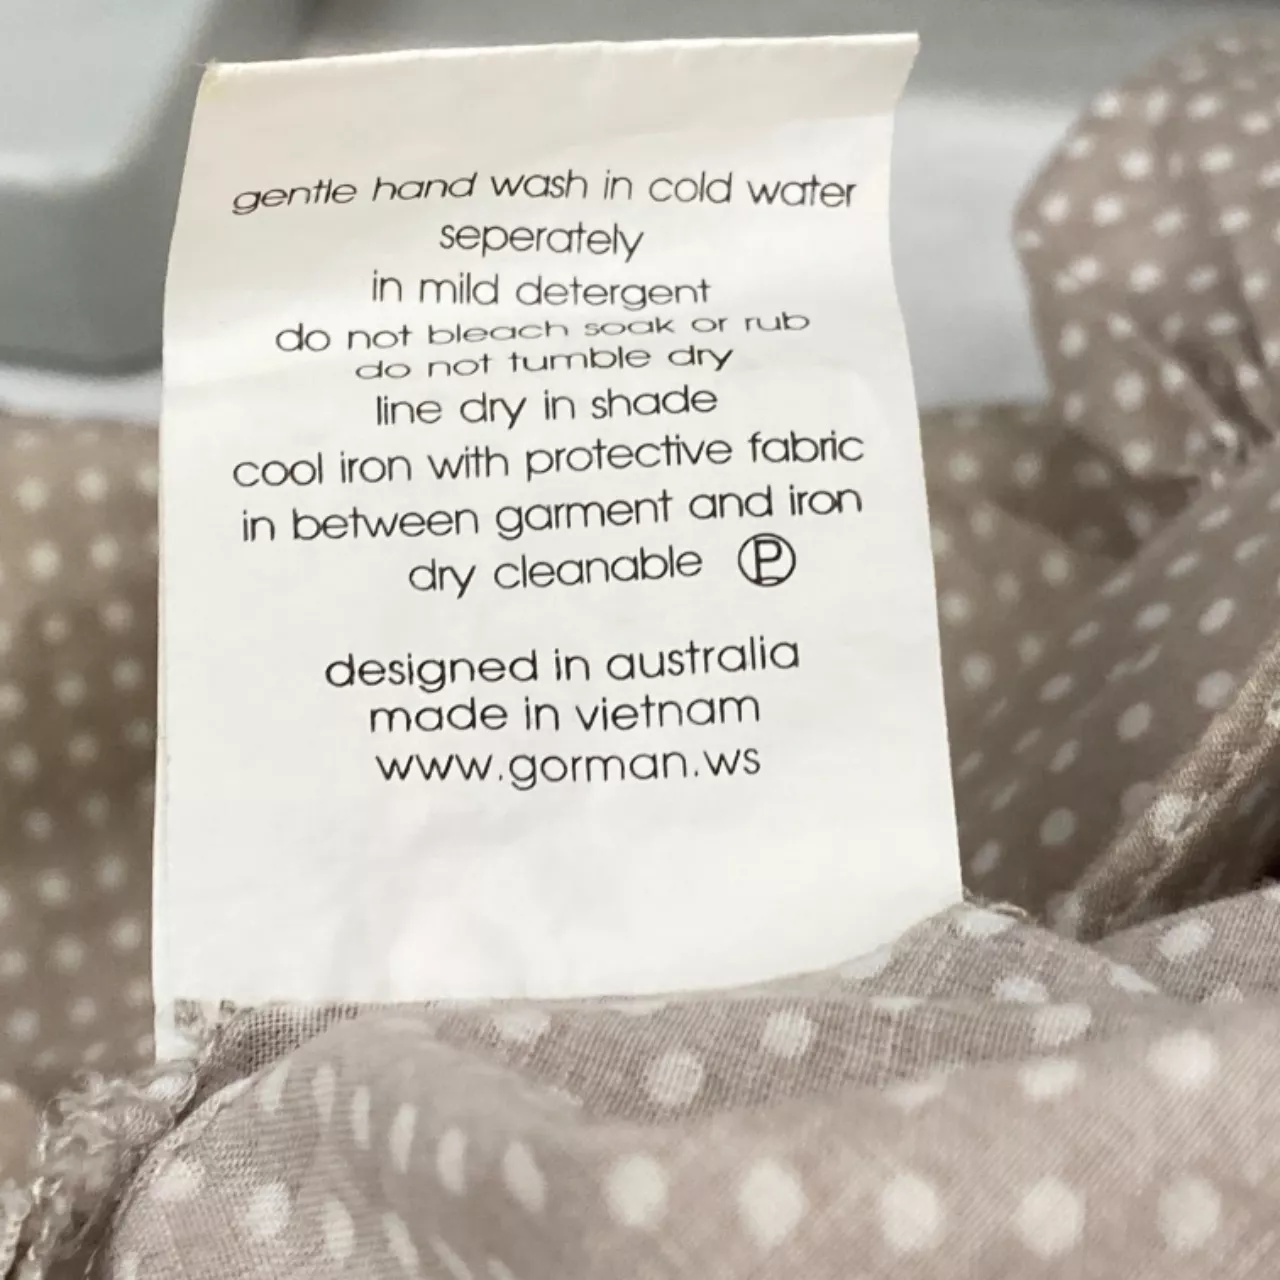 gentle hand wash in cold water
seperately
in mild detergent
do not bleach soak or rub
do not tumble dry
line dry in shade
cool iron with protective fabric
in between garment and iron
dry cleanable Ⓟ
designed in australia
made in vietnam
www.gorman.ws